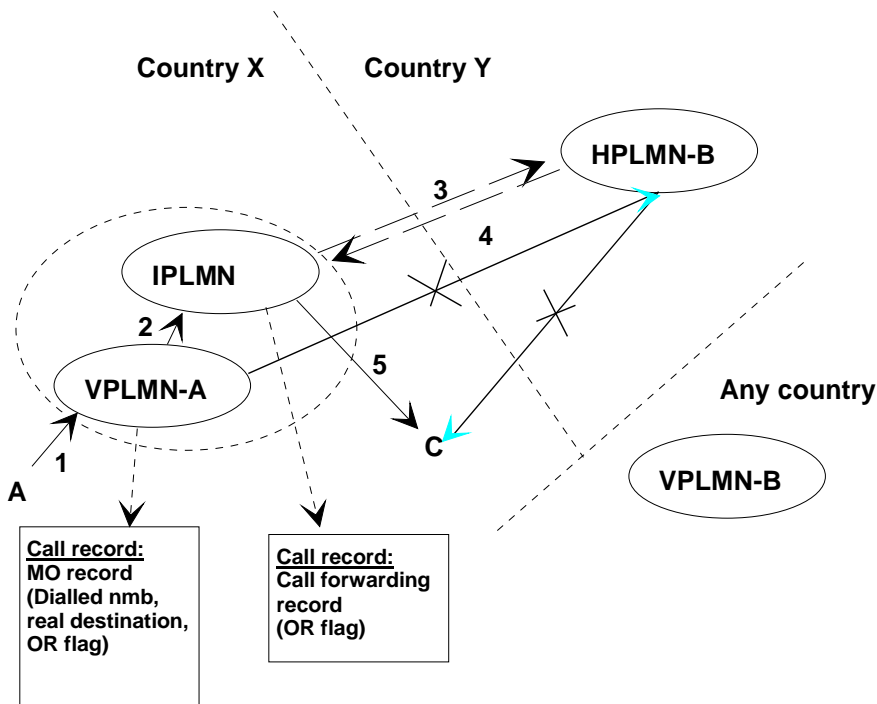 Country X
Country Y
HPLMN-B
3
4
IPLMN
2
5
VPLMN-A
Any country
C
1
A
VPLMN-B
Call record:
MO record
(Dialled nmb,
real destination,
OR flag)
Call record:
Call forwarding
record
(OR flag)